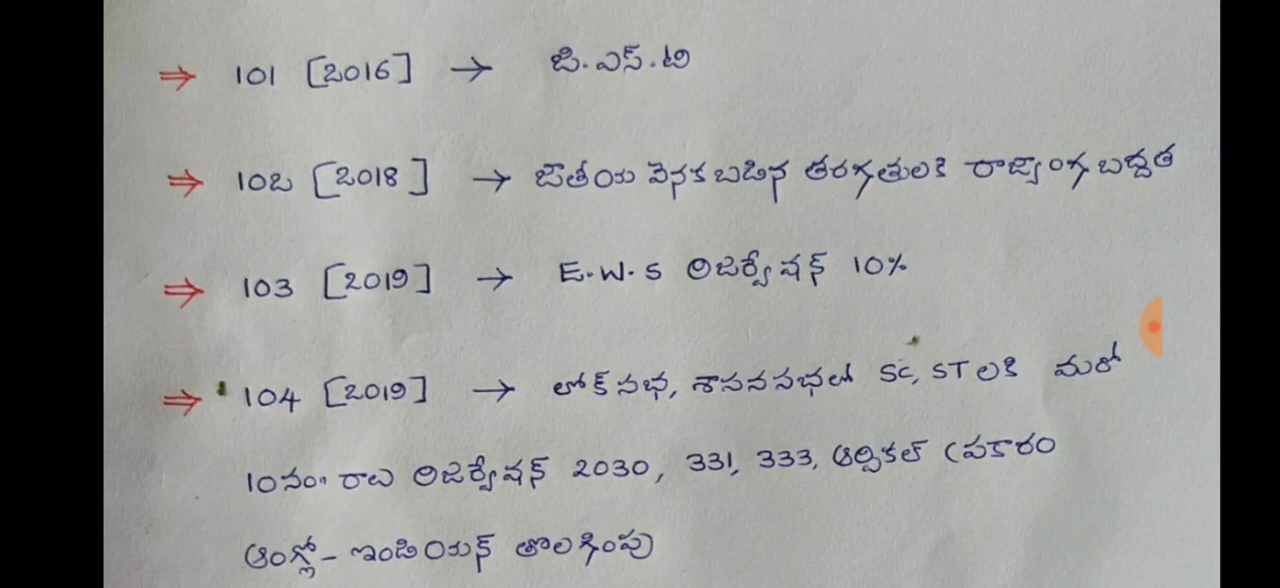 ⇒ 101 [2016] → జి.ఎస్.టి
⇒ 102 [2018] → జాతీయ వెనకబడిన తరగతులకి రాజ్యంగ బద్దత
⇒ 103 [2019] → E.W.S రిజర్వేషన్ 10%
⇒ 104 [2019] → లోక్ సభ, శాసనసభలో SC, ST లకి మరో
10సం. రాలు రిజర్వేషన్ 2030, 331, 333, ఆర్టికల్ ప్రకారం
ఆంగ్లో - ఇండియన్ తొలగింపు